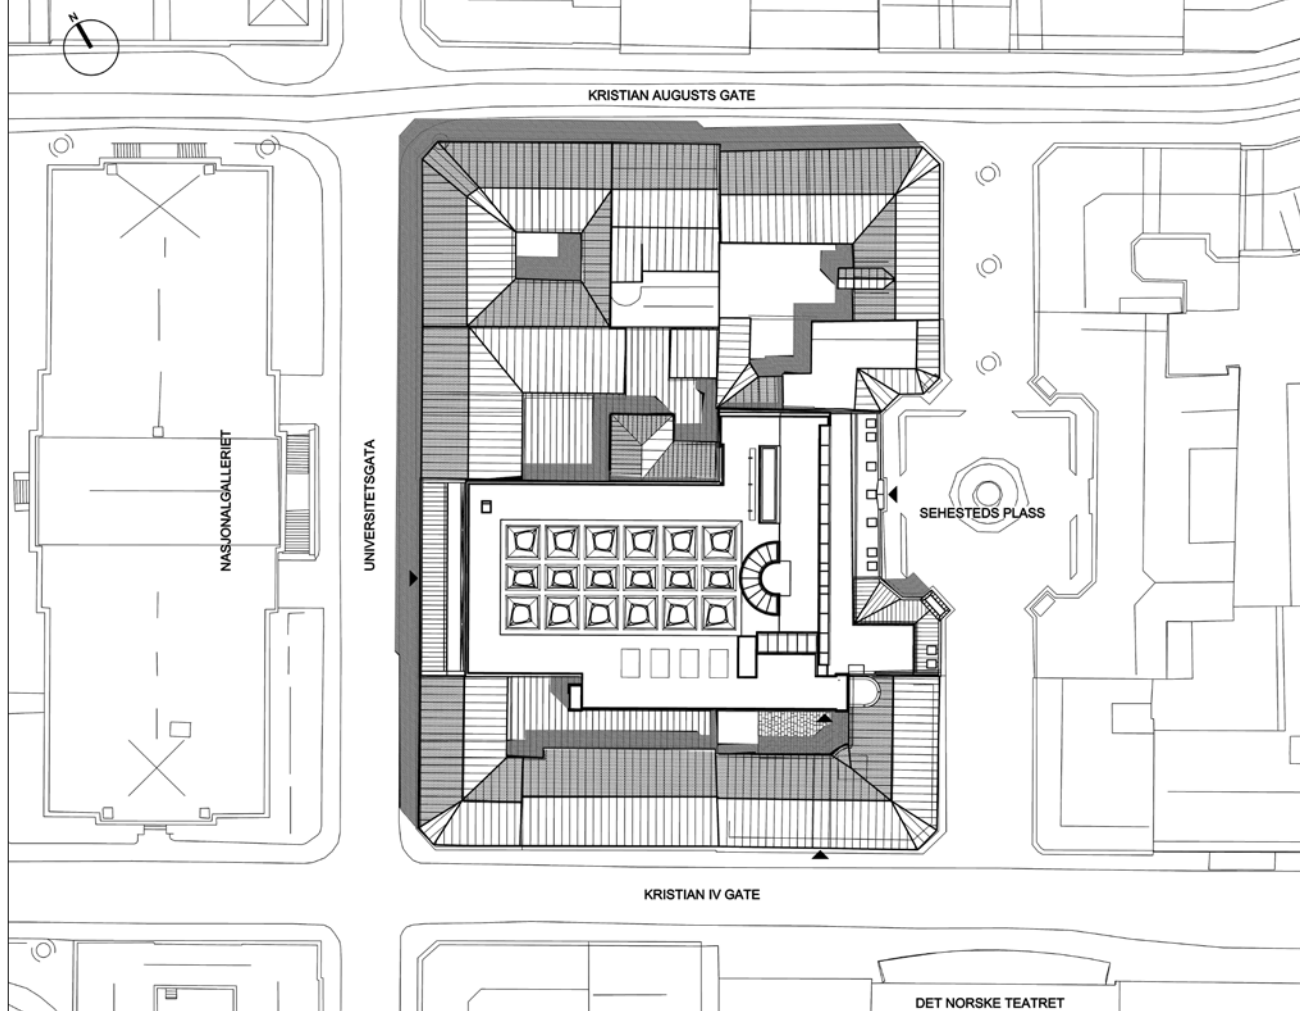 N
KRISTIAN AUGUSTS GATE
NASJONALGALLERIET
UNIVERSITETSGATA
SEHESTEDS PLASS
KRISTIAN IV GATE
DET NORSKE TEATRET